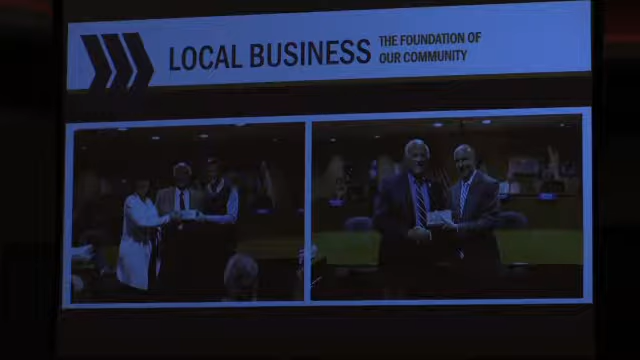 LOCAL BUSINESS
THE FOUNDATION OF
OUR COMMUNITY